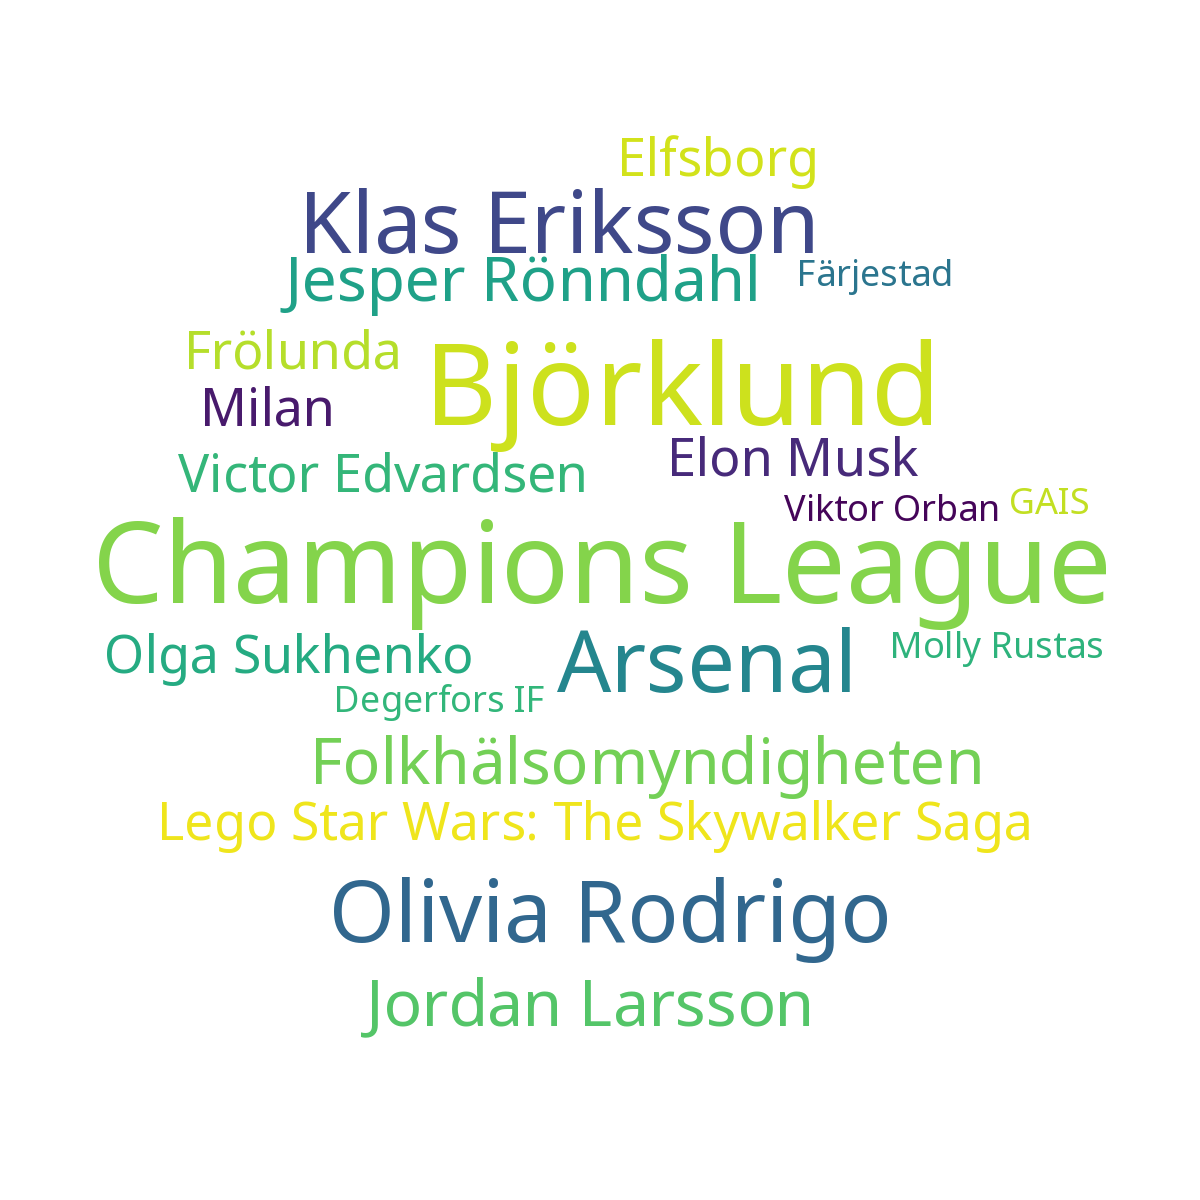 Elfsborg
Klas Eriksson
Jesper Rönndahl
Färjestad
Frölunda
Björklund
Milan
Elon Musk
Victor Edvardsen
Viktor Orban
GAIS
Champions League
Olga Sukhenko
Arsenal
Molly Rustas
Degerfors IF
Folkhälsomyndigheten
Lego Star Wars: The Skywalker Saga
Olivia Rodrigo
Jordan Larsson